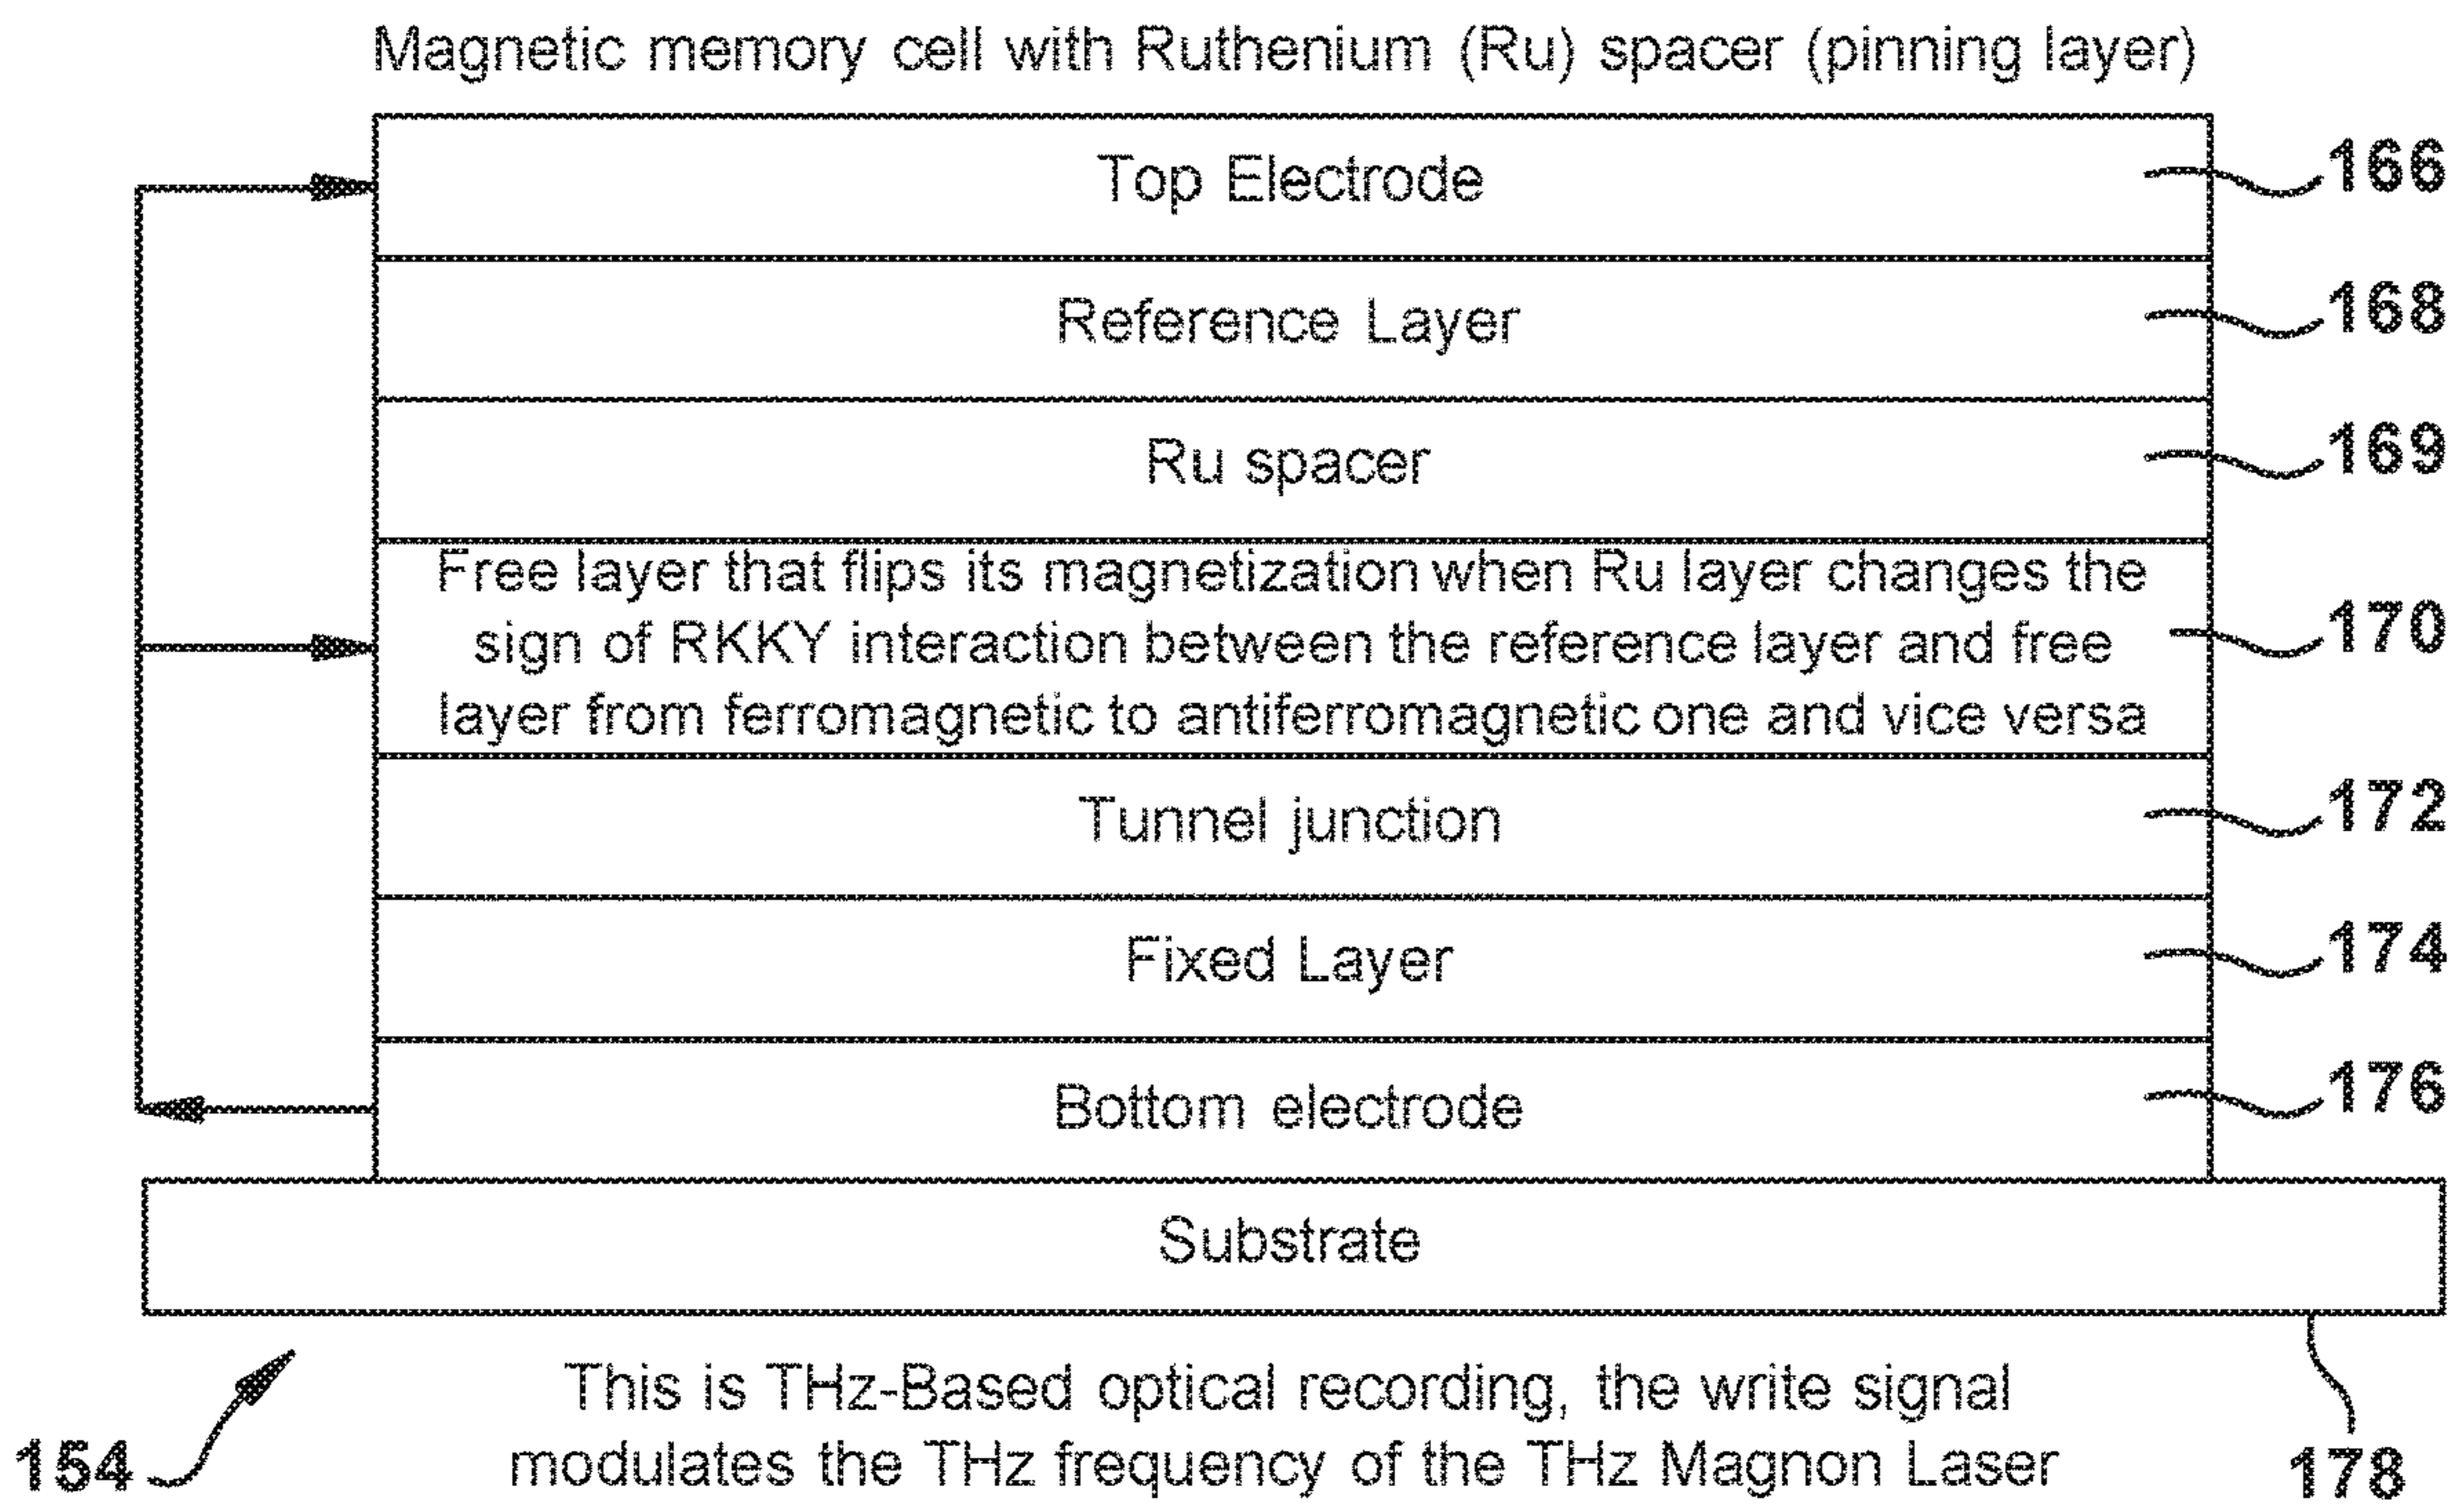 Magnetic memory cell with Ruthenium (Ru) spacer (pinning layer)
Top Electrode
166
Reference Layer
168
Ru spacer
169
Free layer that flips its magnetization when Ru layer changes the
sign of RKKY interaction between the reference layer and free
layer from ferromagnetic to antiferromagnetic one and vice versa
170
Tunnel junction
172
Fixed Layer
174
Bottom electrode
176
Substrate
This is THz-Based optical recording, the write signal
modulates the THz frequency of the THz Magnon Laser
154
178